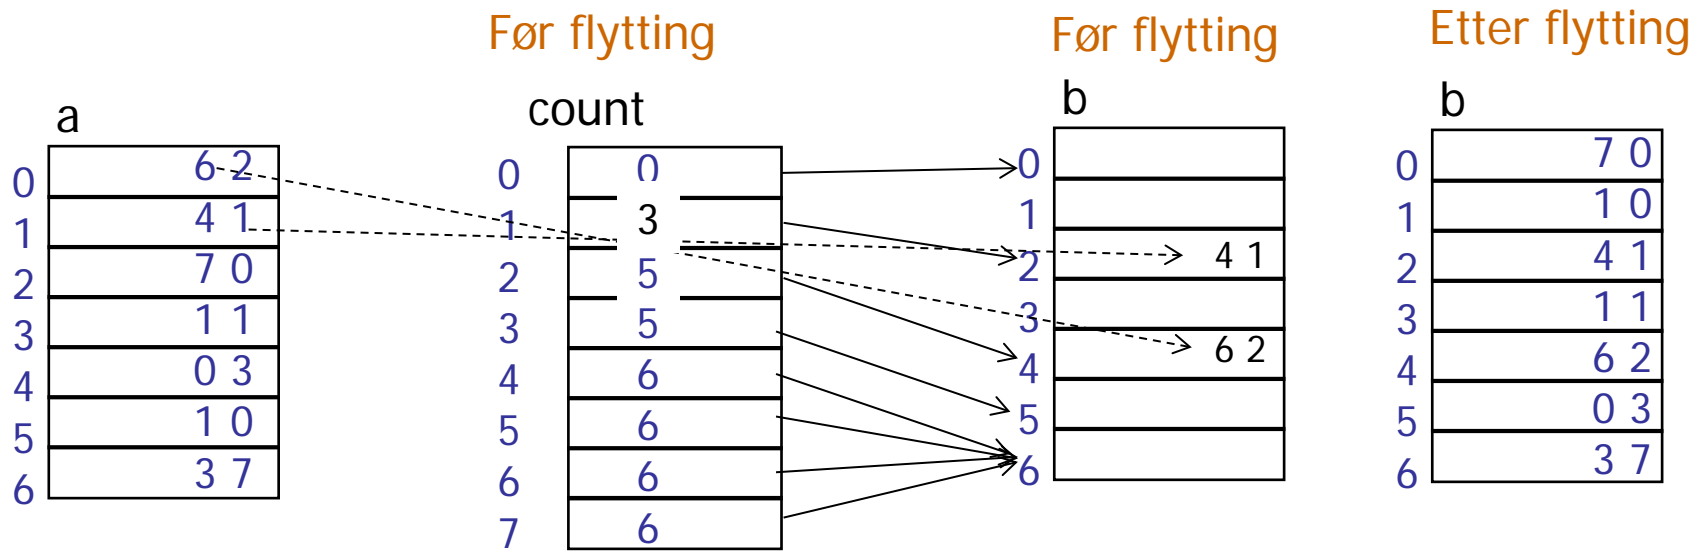 Før flytting
Før flytting
Etter flytting
a
count
b
b
0 6 2
1 4 1
2 7 0
3 1 1
4 0 3
5 1 0
6 3 7
0 0
1 3
2 5
3 5
4 6
5 6
6 6
7 6
0
1
2 4 1
3
4 6 2
5
6
0 7 0
1 1 0
2 4 1
3 1 1
4 6 2
5 0 3
6 3 7